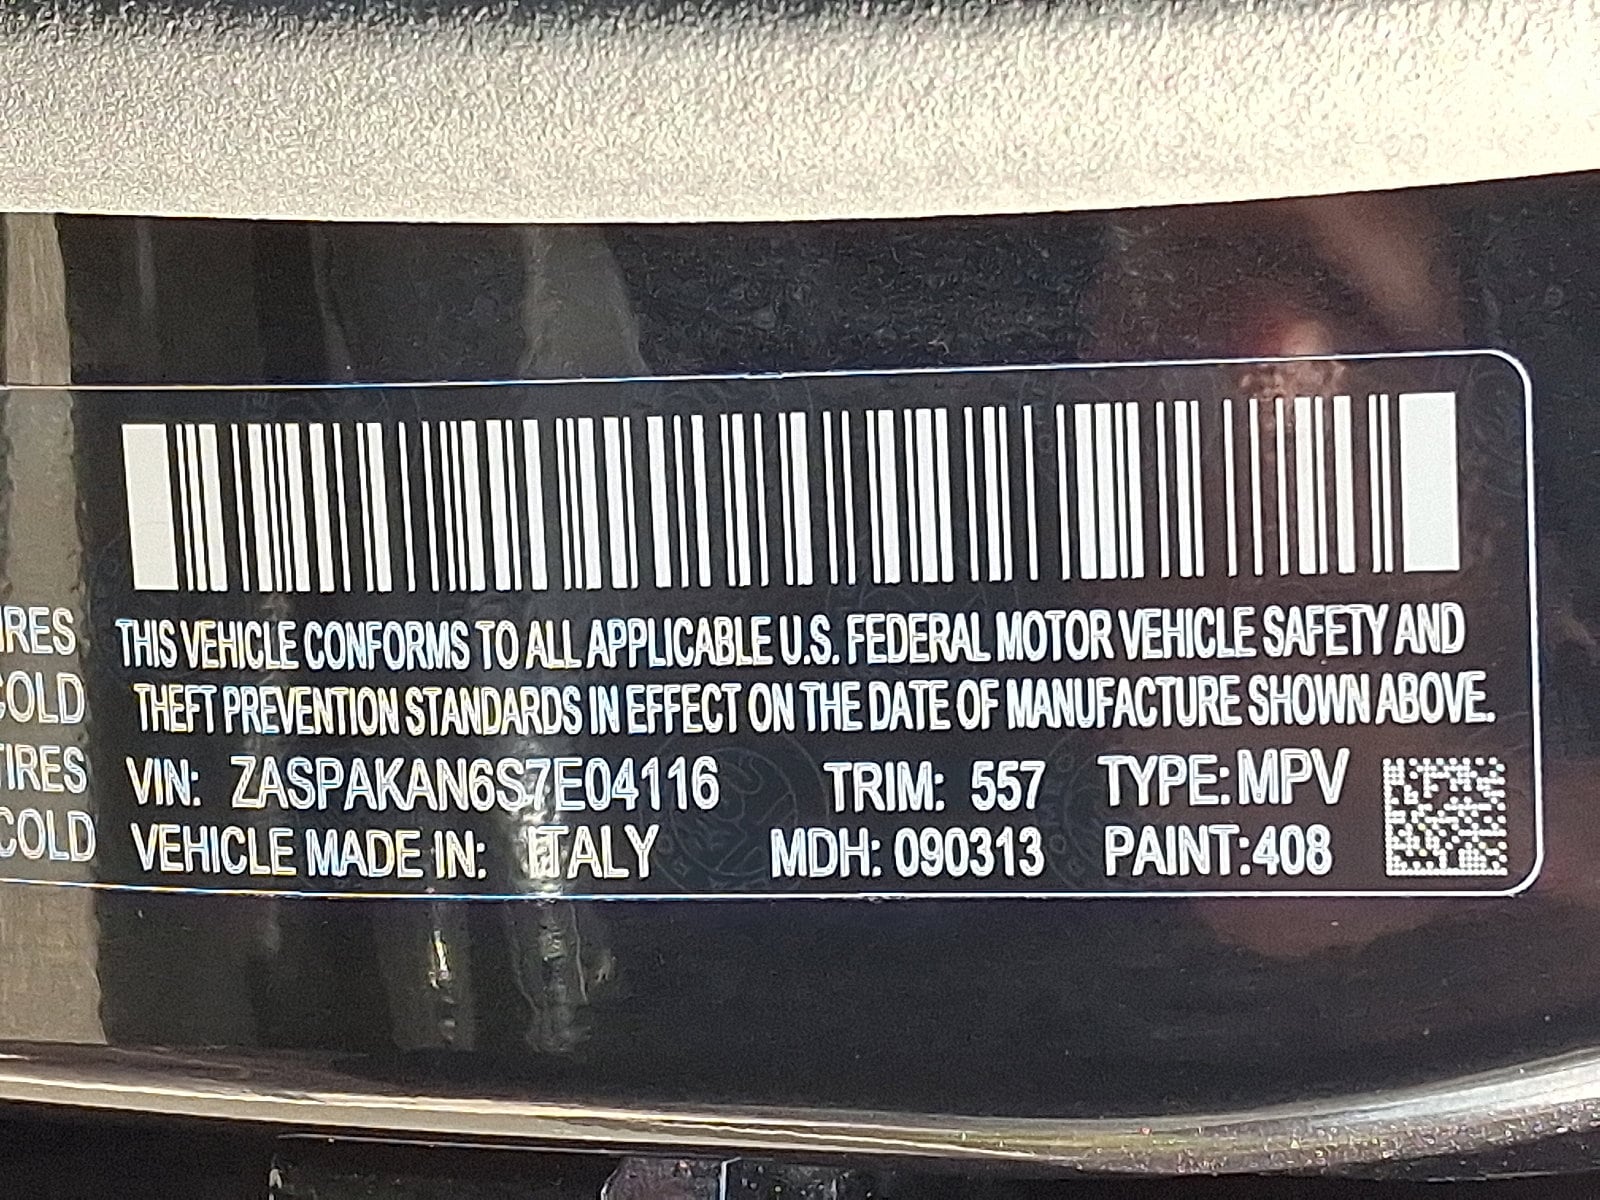 TIRES
COLD
TIRES
COLD
THIS VEHICLE CONFORMS TO ALL APPLICABLE U.S. FEDERAL MOTOR VEHICLE SAFETY AND
THEFT PREVENTION STANDARDS IN EFFECT ON THE DATE OF MANUFACTURE SHOWN ABOVE.
VIN: ZASPAKAN6S7E04116 TRIM: 557 TYPE: MPV
VEHICLE MADE IN: ITALY MDH: 090313 PAINT:408